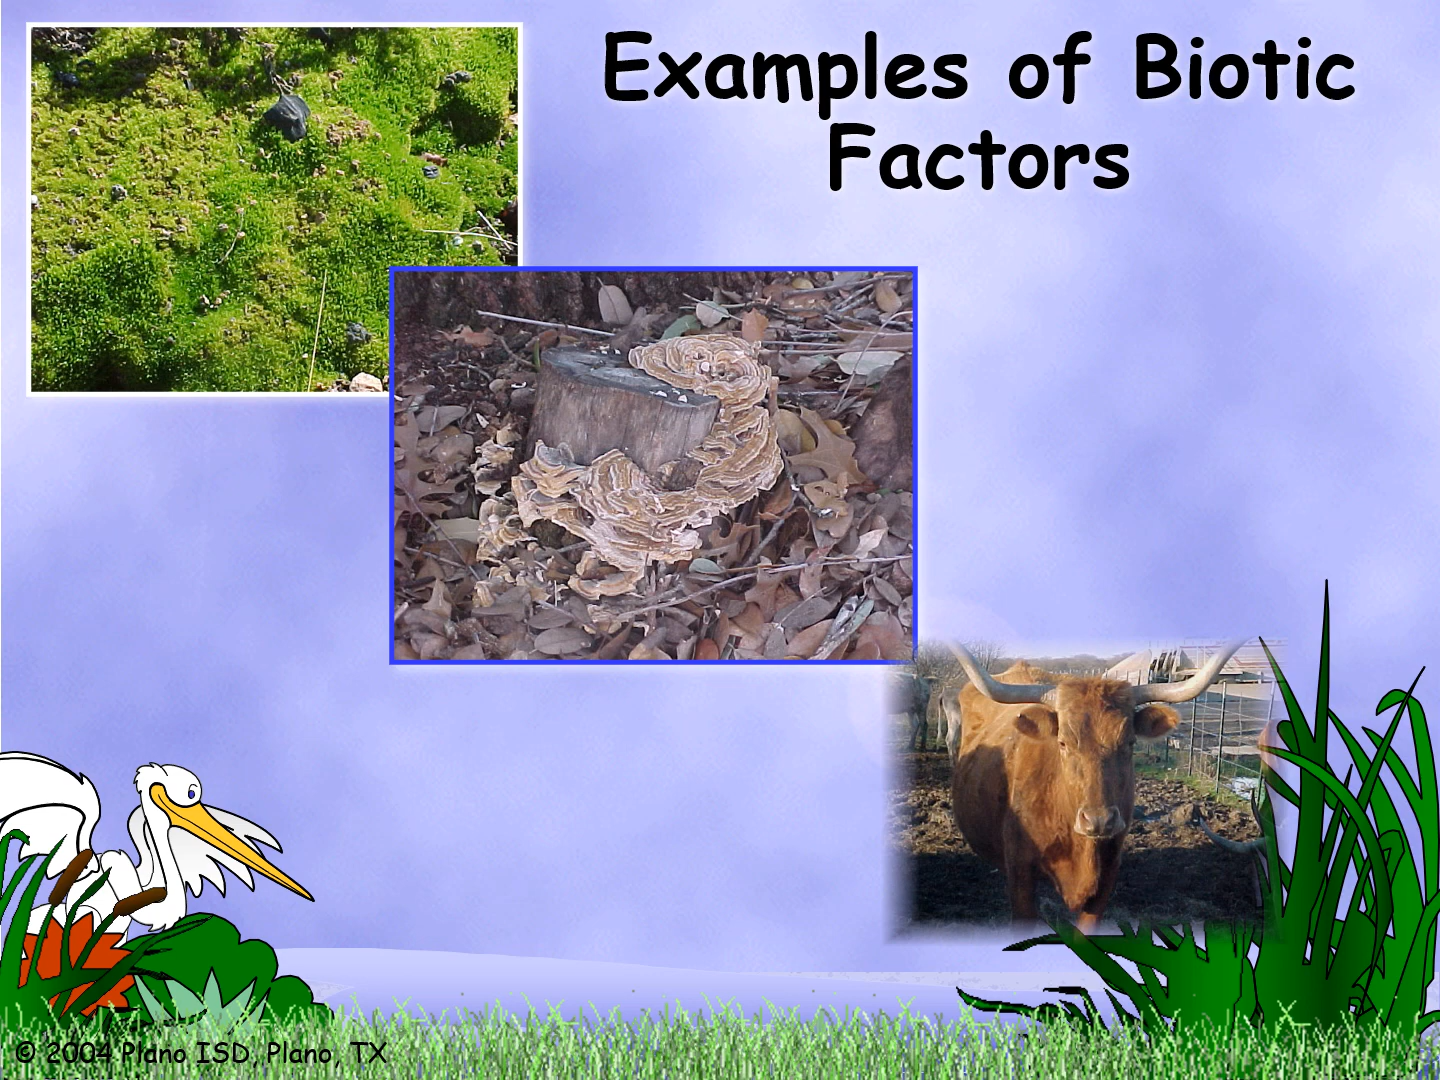 Examples of Biotic
Factors
© 2004 Plano ISD, Plano, TX